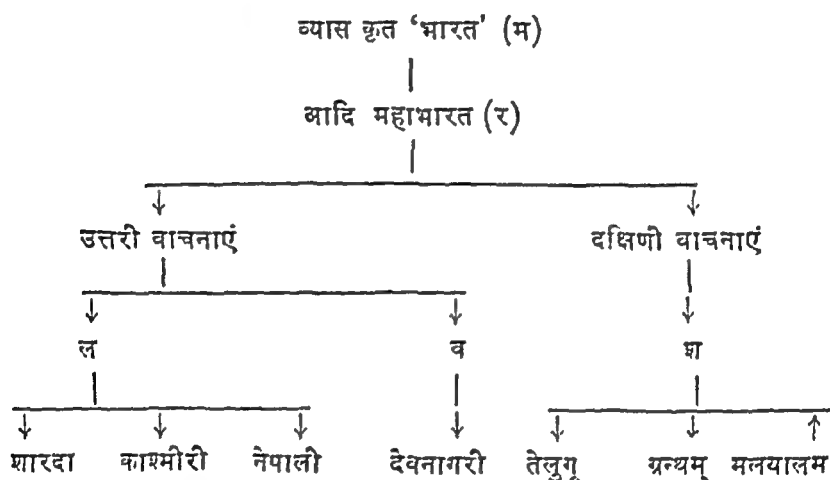 व्यास कृत ‘भारत’ (म)
आदि महाभारत (र)
उत्तरी वाचनाएं दक्षिणी वाचनाएं
ल व श
शारदा काश्मीरी नेपाली देवनागरी तेलुगू ग्रन्थम् मलयालम